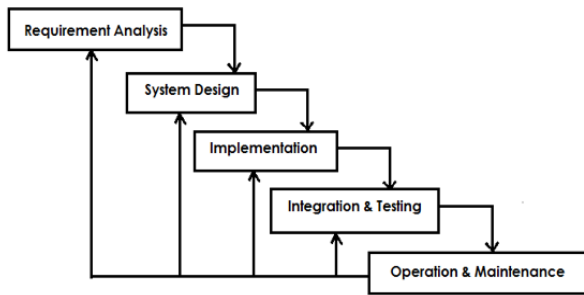 Requirement Analysis
System Design
Implementation
Integration & Testing
Operation & Maintenance